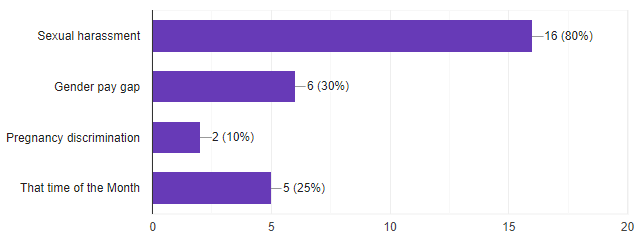 Sexual harassment
16 (80%)
Gender pay gap
6 (30%)
Pregnancy discrimination
2 (10%)
That time of the Month
5 (25%)
0
5
10
15
20